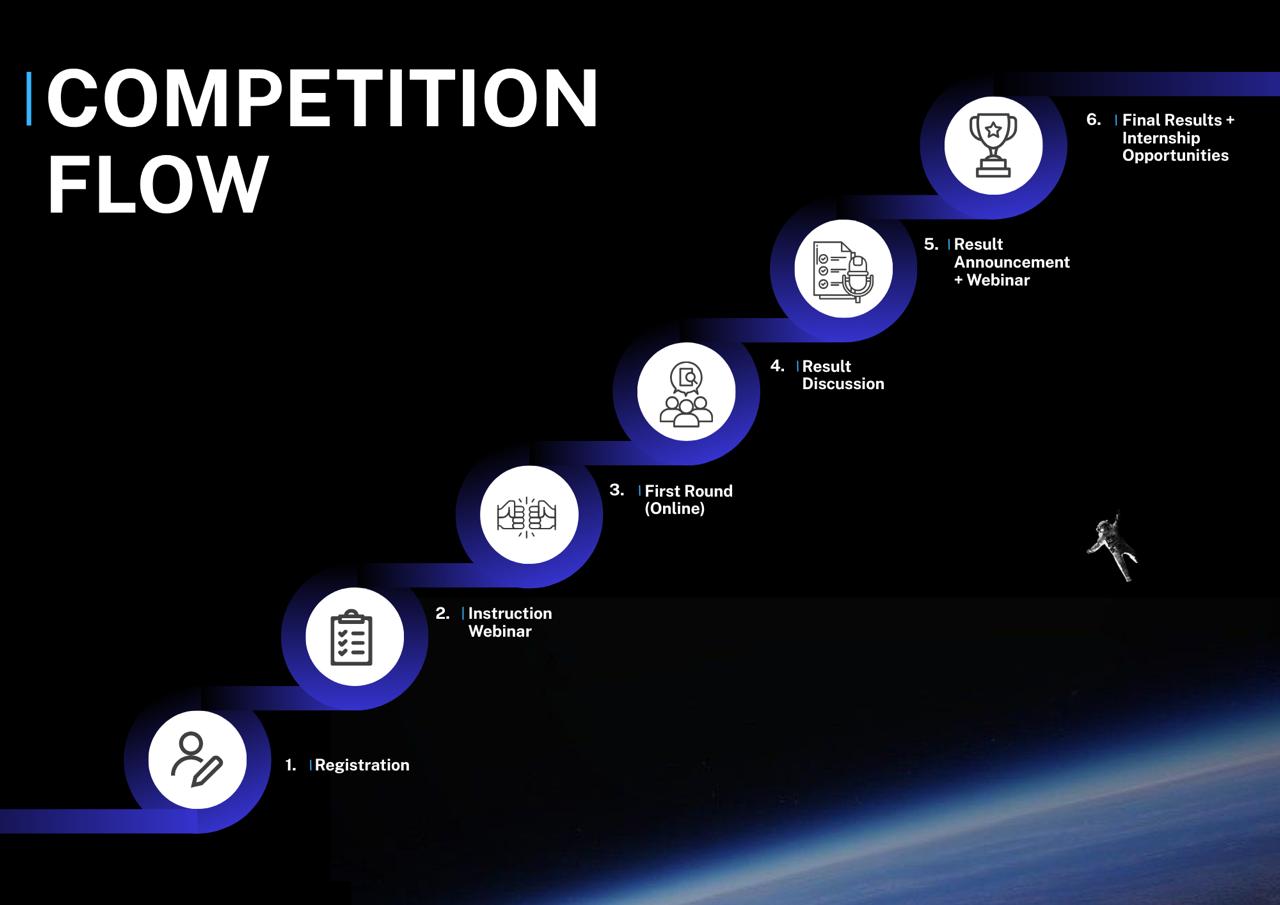 COMPETITION
FLOW
6. Final Results +
Internship
Opportunities
5. Result
Announcement
+ Webinar
4. Result
Discussion
3. First Round
(Online)
2. Instruction
Webinar
1. Registration